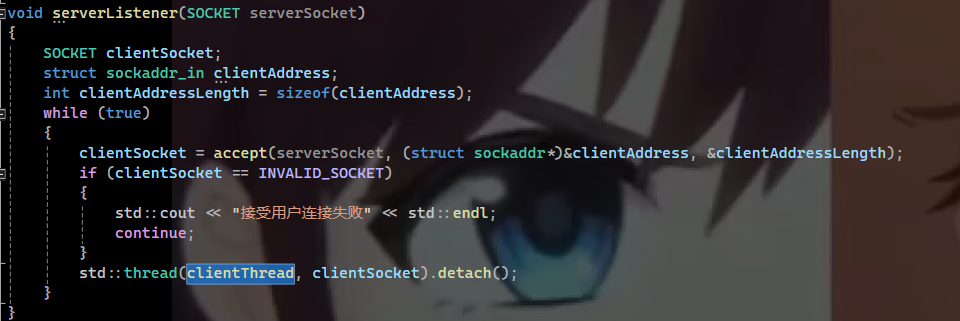 void serverListener(SOCKET serverSocket)
{
SOCKET clientSocket;
struct sockaddr_in clientAddress;
int clientAddressLength = sizeof(clientAddress);
while (true)
{
clientSocket = accept(serverSocket, (struct sockaddr*)&clientAddress, &clientAddressLength);
if (clientSocket == INVALID_SOCKET)
{
std::cout << "接受用户连接失败" << std::endl;
continue;
}
std::thread(clientThread, clientSocket).detach();
}
}